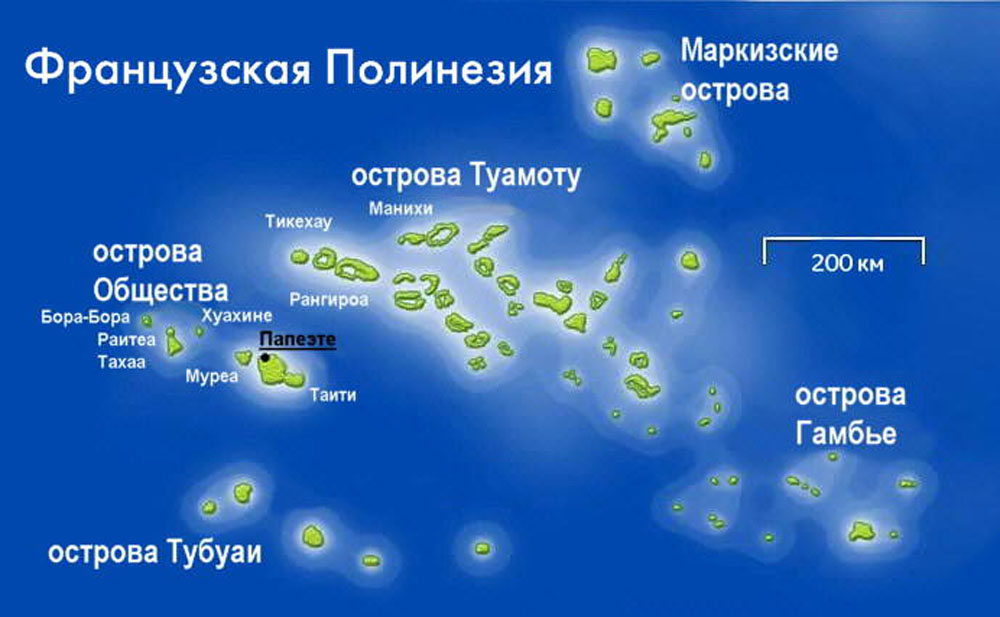 Французская Полинезия
Маркизские
острова
острова Туамоту
Манихи
Тикехау
Рангироа
200 км
острова
Общества
Бора-Бора
Хуахине
Раитеа
Тахаа
Папеэте
Муреа
Таити
острова
Гамбье
острова Тубуаи